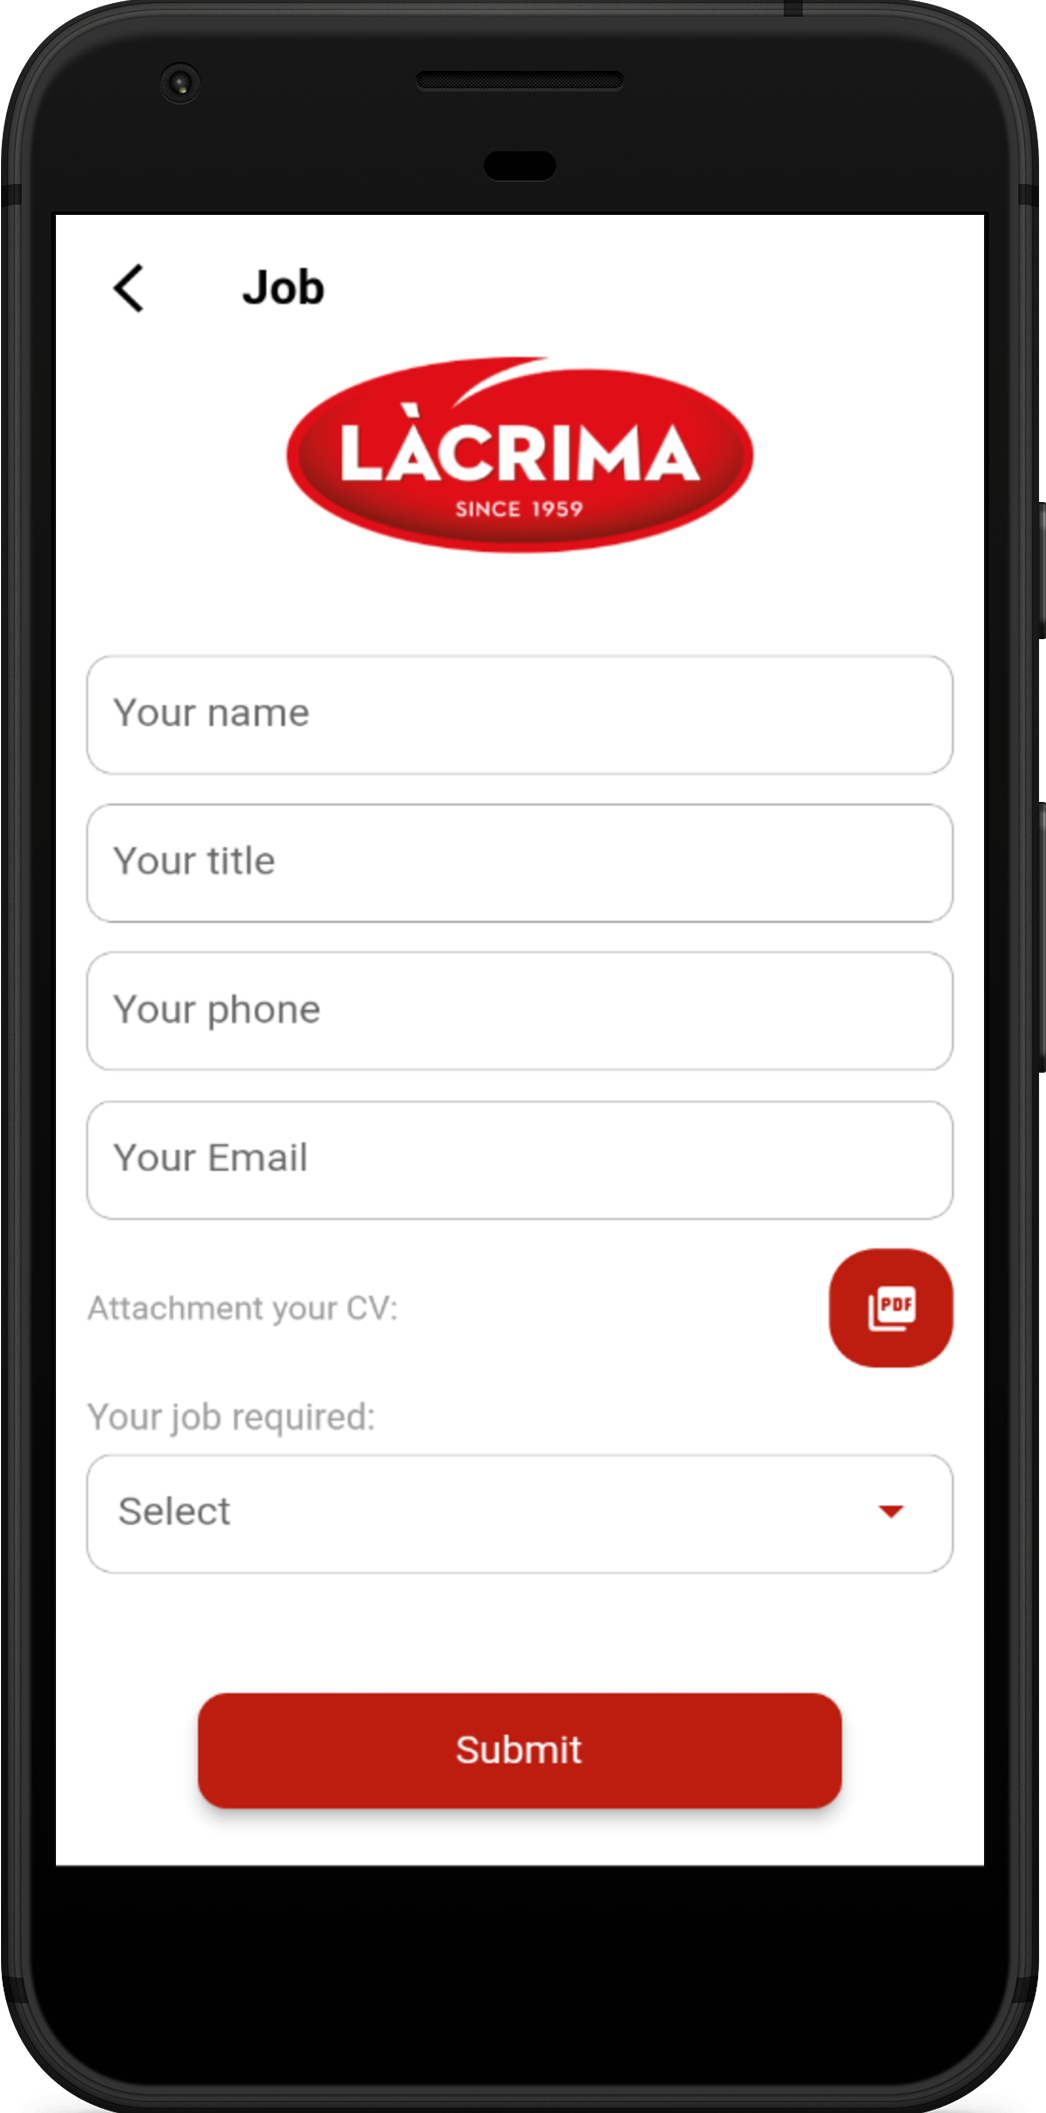 Job
LÀCRIMA
SINCE 1959
Your name
Your title
Your phone
Your Email
Attachment your CV:
PDF
Your job required:
Select
Submit